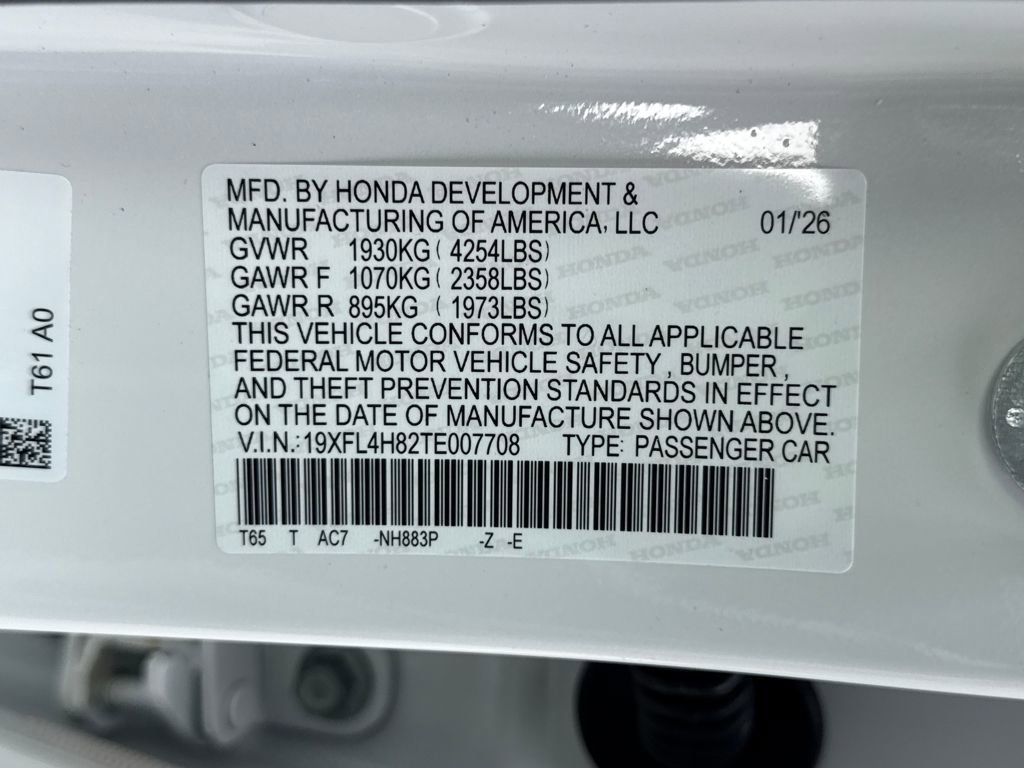 MFD. BY HONDA DEVELOPMENT &
MANUFACTURING OF AMERICA, LLC 01/'26
GVWR 1930KG ( 4254LBS)
GAWR F 1070KG ( 2358LBS)
GAWR R 895KG ( 1973LBS)
THIS VEHICLE CONFORMS TO ALL APPLICABLE
FEDERAL MOTOR VEHICLE SAFETY , BUMPER ,
AND THEFT PREVENTION STANDARDS IN EFFECT
ON THE DATE OF MANUFACTURE SHOWN ABOVE.
V.I.N.:19XFL4H82TE007708 TYPE: PASSENGER CAR
T65 T AC7 -NH883P -Z -E
T61 A0